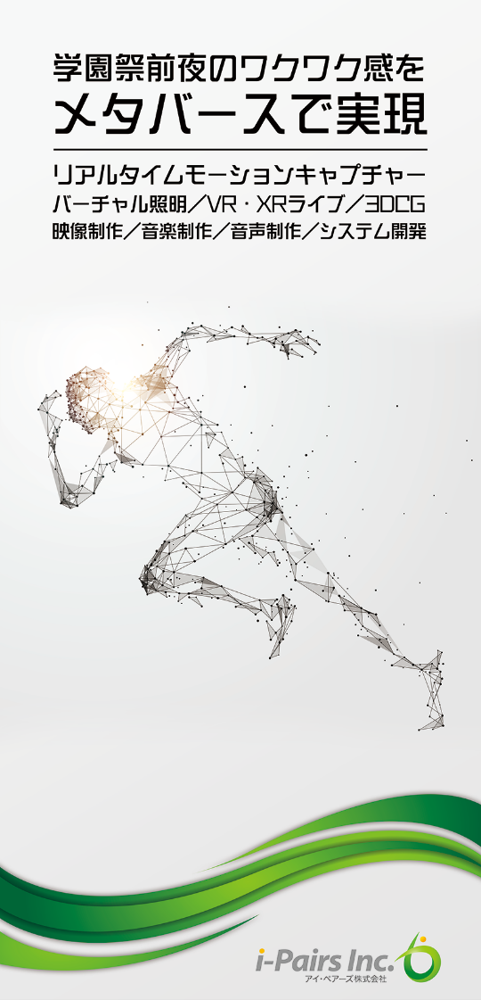 学園祭前夜のワクワク感を
メタバースで実現
リアルタイムモーションキャプチャー
バーチャル照明／VR・XRライブ／3DCG
映像制作／音楽制作／音声制作／システム開発
i-Pairs Inc.
アイ・ペアーズ株式会社